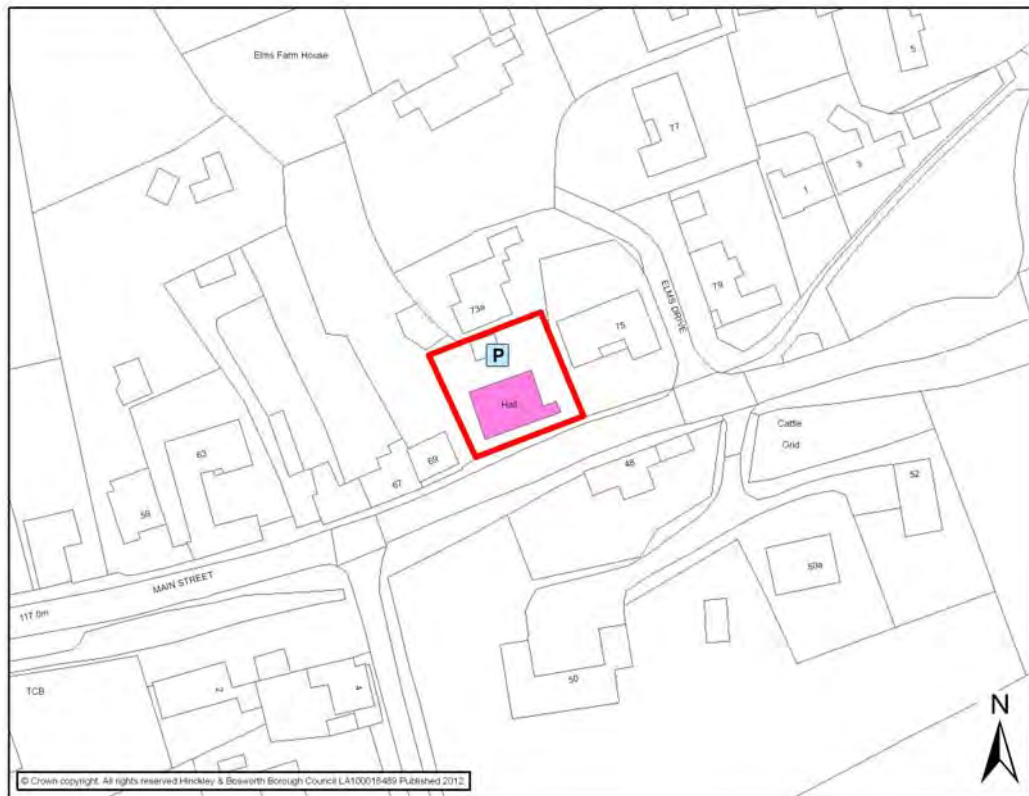 Elms Farm House
5
77
3
1
ELMS DRIVE
79
73a
75
P
Hall
Cattle
Grid
63
69
48
67
52
59
50a
MAIN STREET
117.0m
50
TCB
2
4
N
© Crown copyright. All rights reserved Hinckley & Bosworth Borough Council LA100018489 Published 2012